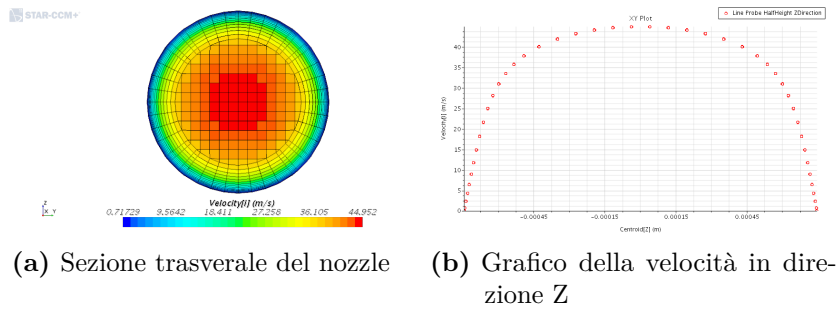 STAR-CCM+
Z
X Y
Velocity[i] (m/s)
0.71729 9.5642 18.411 27.258 36.105 44.952
(a) Sezione trasverale del nozzle
XY Plot
Line Probe HalfHeight ZDirection
Velocity[i] (m/s)
45
40
35
30
25
20
15
10
5
0
−0.00045 −0.00015 0.00015 0.00045
Centroid[Z] (m)
(b) Grafico della velocità in dire-
zione Z